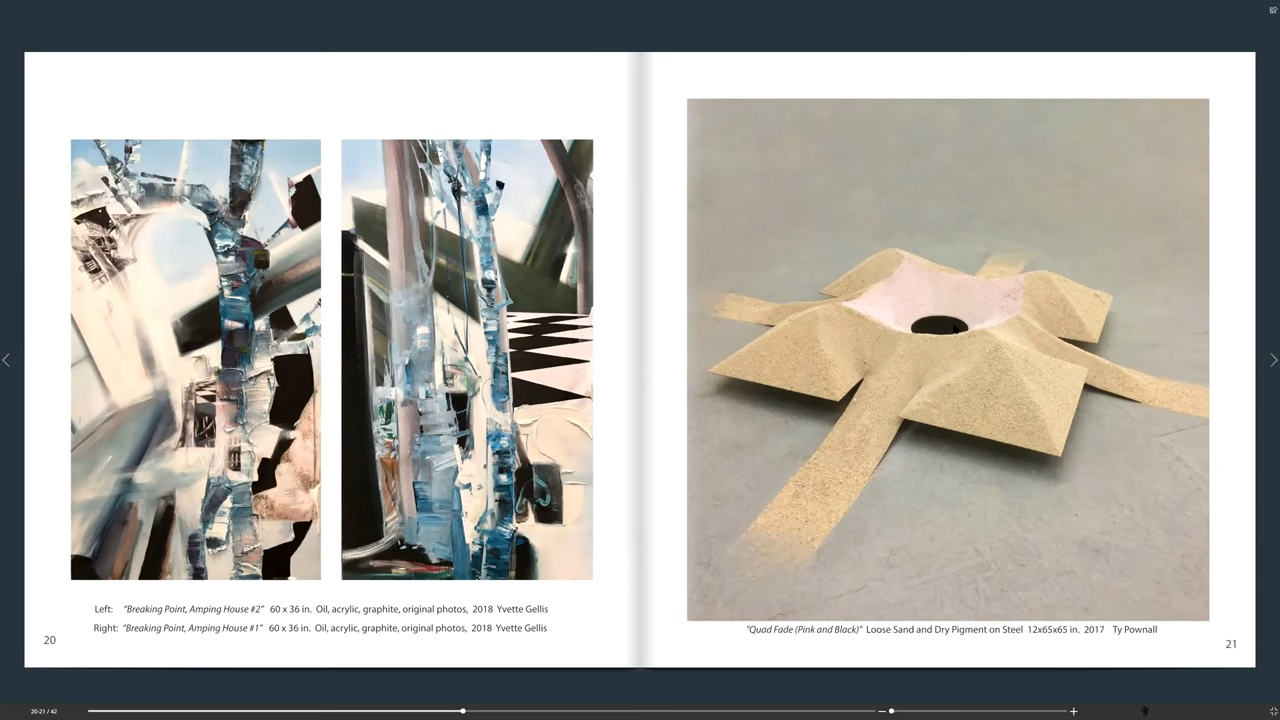 Left: "Breaking Point, Amping House #2" 60 x 36 in. Oil, acrylic, graphite, original photos, 2018 Yvette Gellis
Right: "Breaking Point, Amping House #1" 60 x 36 in. Oil, acrylic, graphite, original photos, 2018 Yvette Gellis
20
"Quad Fade (Pink and Black)" Loose Sand and Dry Pigment on Steel 12x65x65 in. 2017 Ty Pownall
21
20-21 / 42